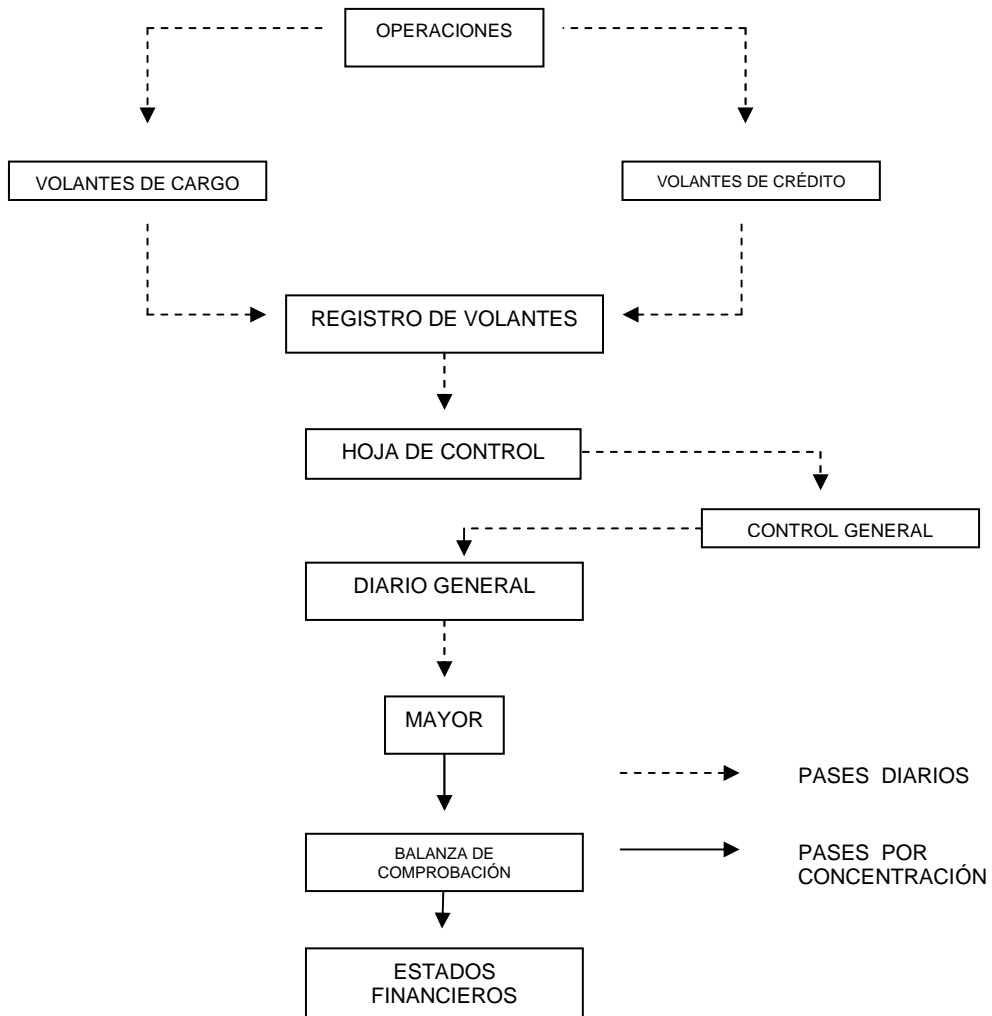 OPERACIONES
VOLANTES DE CARGO
VOLANTES DE CRÉDITO
REGISTRO DE VOLANTES
HOJA DE CONTROL
CONTROL GENERAL
DIARIO GENERAL
MAYOR
PASES DIARIOS
BALANZA DE
COMPROBACIÓN
PASES POR
CONCENTRACIÓN
ESTADOS
FINANCIEROS